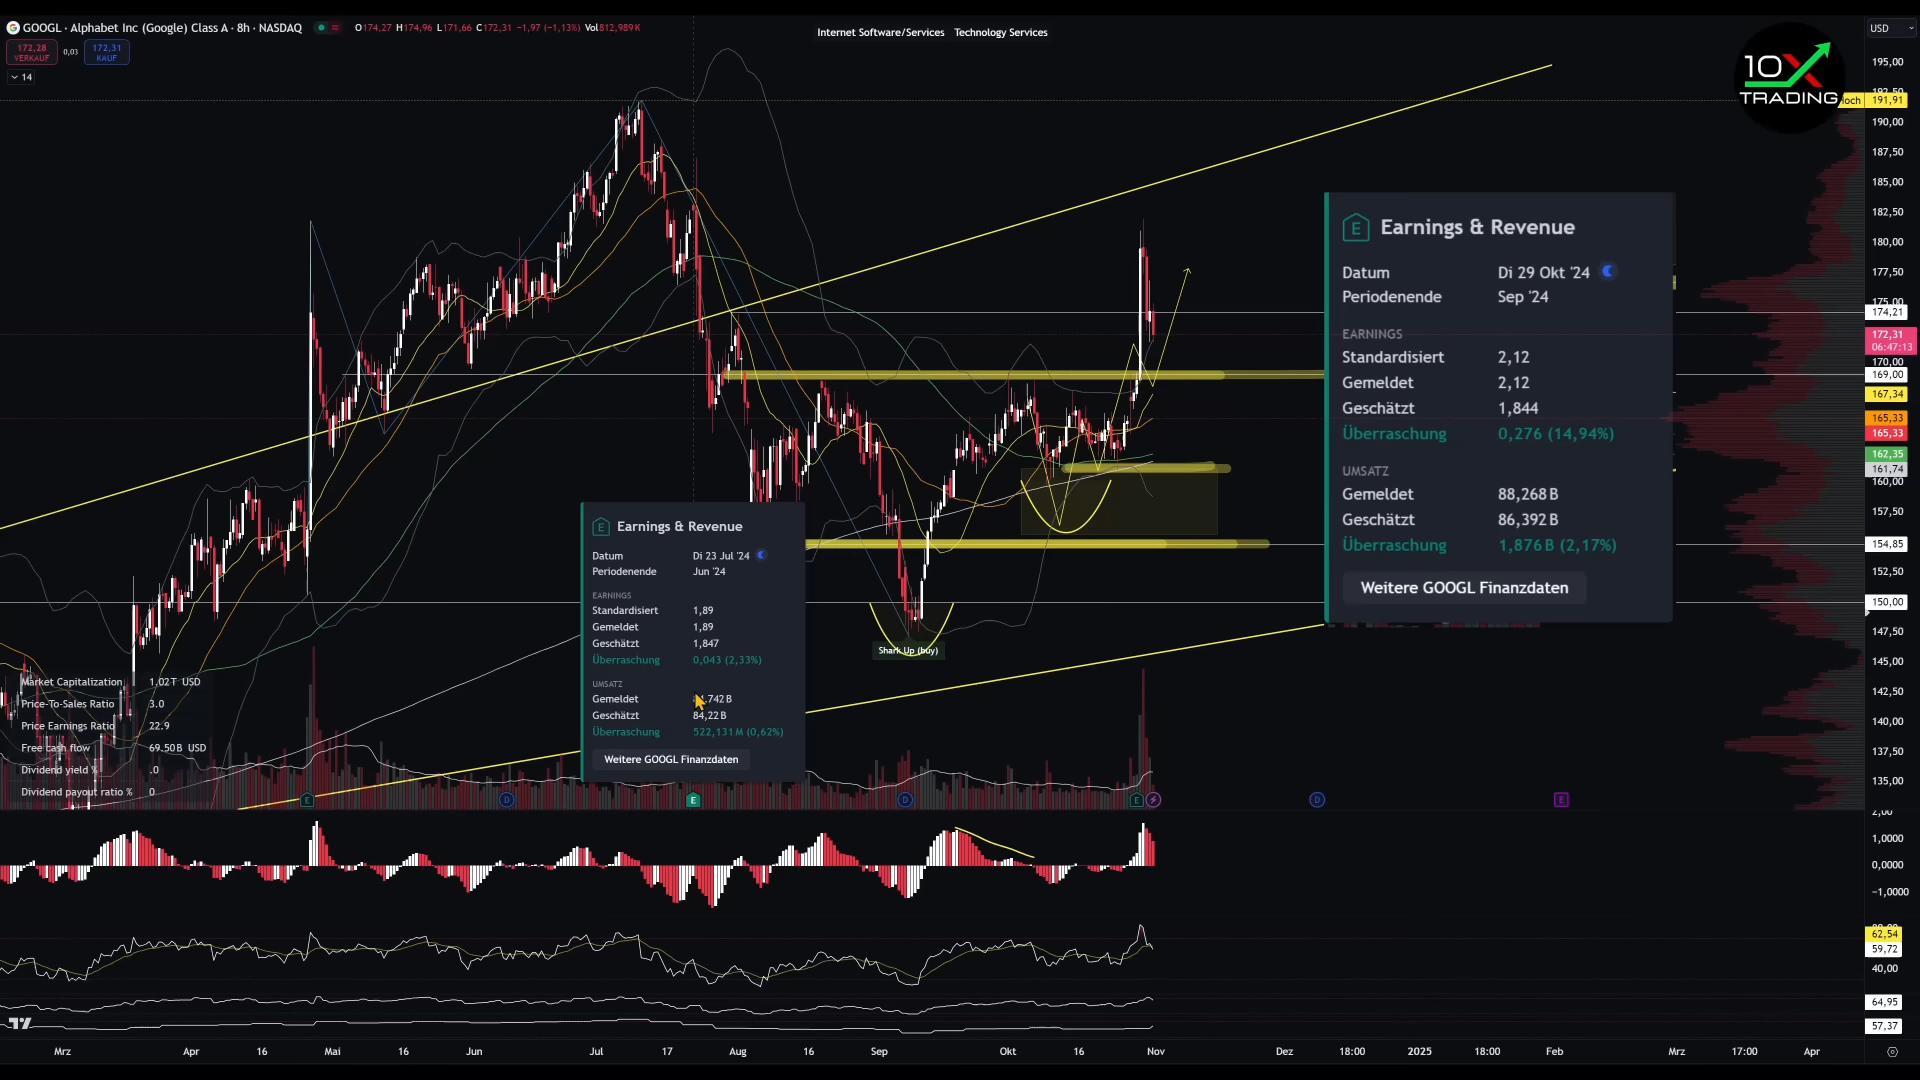 GOOGL · Alphabet Inc (Google) Class A · 8h · NASDAQ
O174,27 H174,96 L171,66 C172,31 −1,97 (−1,13%) Vol812,989K
172,28
VERKAUF
0,03
172,31
KAUF
14
Internet Software/Services Technology Services
10X
TRADING
USD
195,00
191,91
190,00
187,50
185,00
182,50
180,00
177,50
175,00
174,21
172,31
06:47:13
170,00
169,00
167,34
165,33
165,33
162,35
161,74
160,00
157,50
154,85
152,50
150,00
147,50
145,00
142,50
140,00
137,50
135,00
Earnings & Revenue
Datum Di 29 Okt '24
Periodenende Sep '24
EARNINGS
Standardisiert 2,12
Gemeldet 2,12
Geschätzt 1,844
Überraschung 0,276 (14,94%)
UMSATZ
Gemeldet 88,268 B
Geschätzt 86,392 B
Überraschung 1,876 B (2,17%)
Weitere GOOGL Finanzdaten
Earnings & Revenue
Datum Di 23 Jul '24
Periodenende Jun '24
EARNINGS
Standardisiert 1,89
Gemeldet 1,89
Geschätzt 1,847
Überraschung 0,043 (2,33%)
UMSATZ
Gemeldet
Geschätzt 84,22 B
Überraschung 522,131 M (0,62%)
Weitere GOOGL Finanzdaten
Shark Up (buy)
Market Capitalization 1.02T USD
Price-To-Sales Ratio 3.0
Price Earnings Ratio 22.9
Free cash flow 69.50B USD
Dividend yield % .0
Dividend payout ratio % 0
E D E D E D E
2,00
1,0000
0,0000
−1,0000
62,54
59,72
40,00
64,95
57,37
Mrz Apr 16 Mai 16 Jun Jul 17 Aug 16 Sep Okt 16 Nov Dez 18:00 2025 18:00 Feb Mrz 17:00 Apr